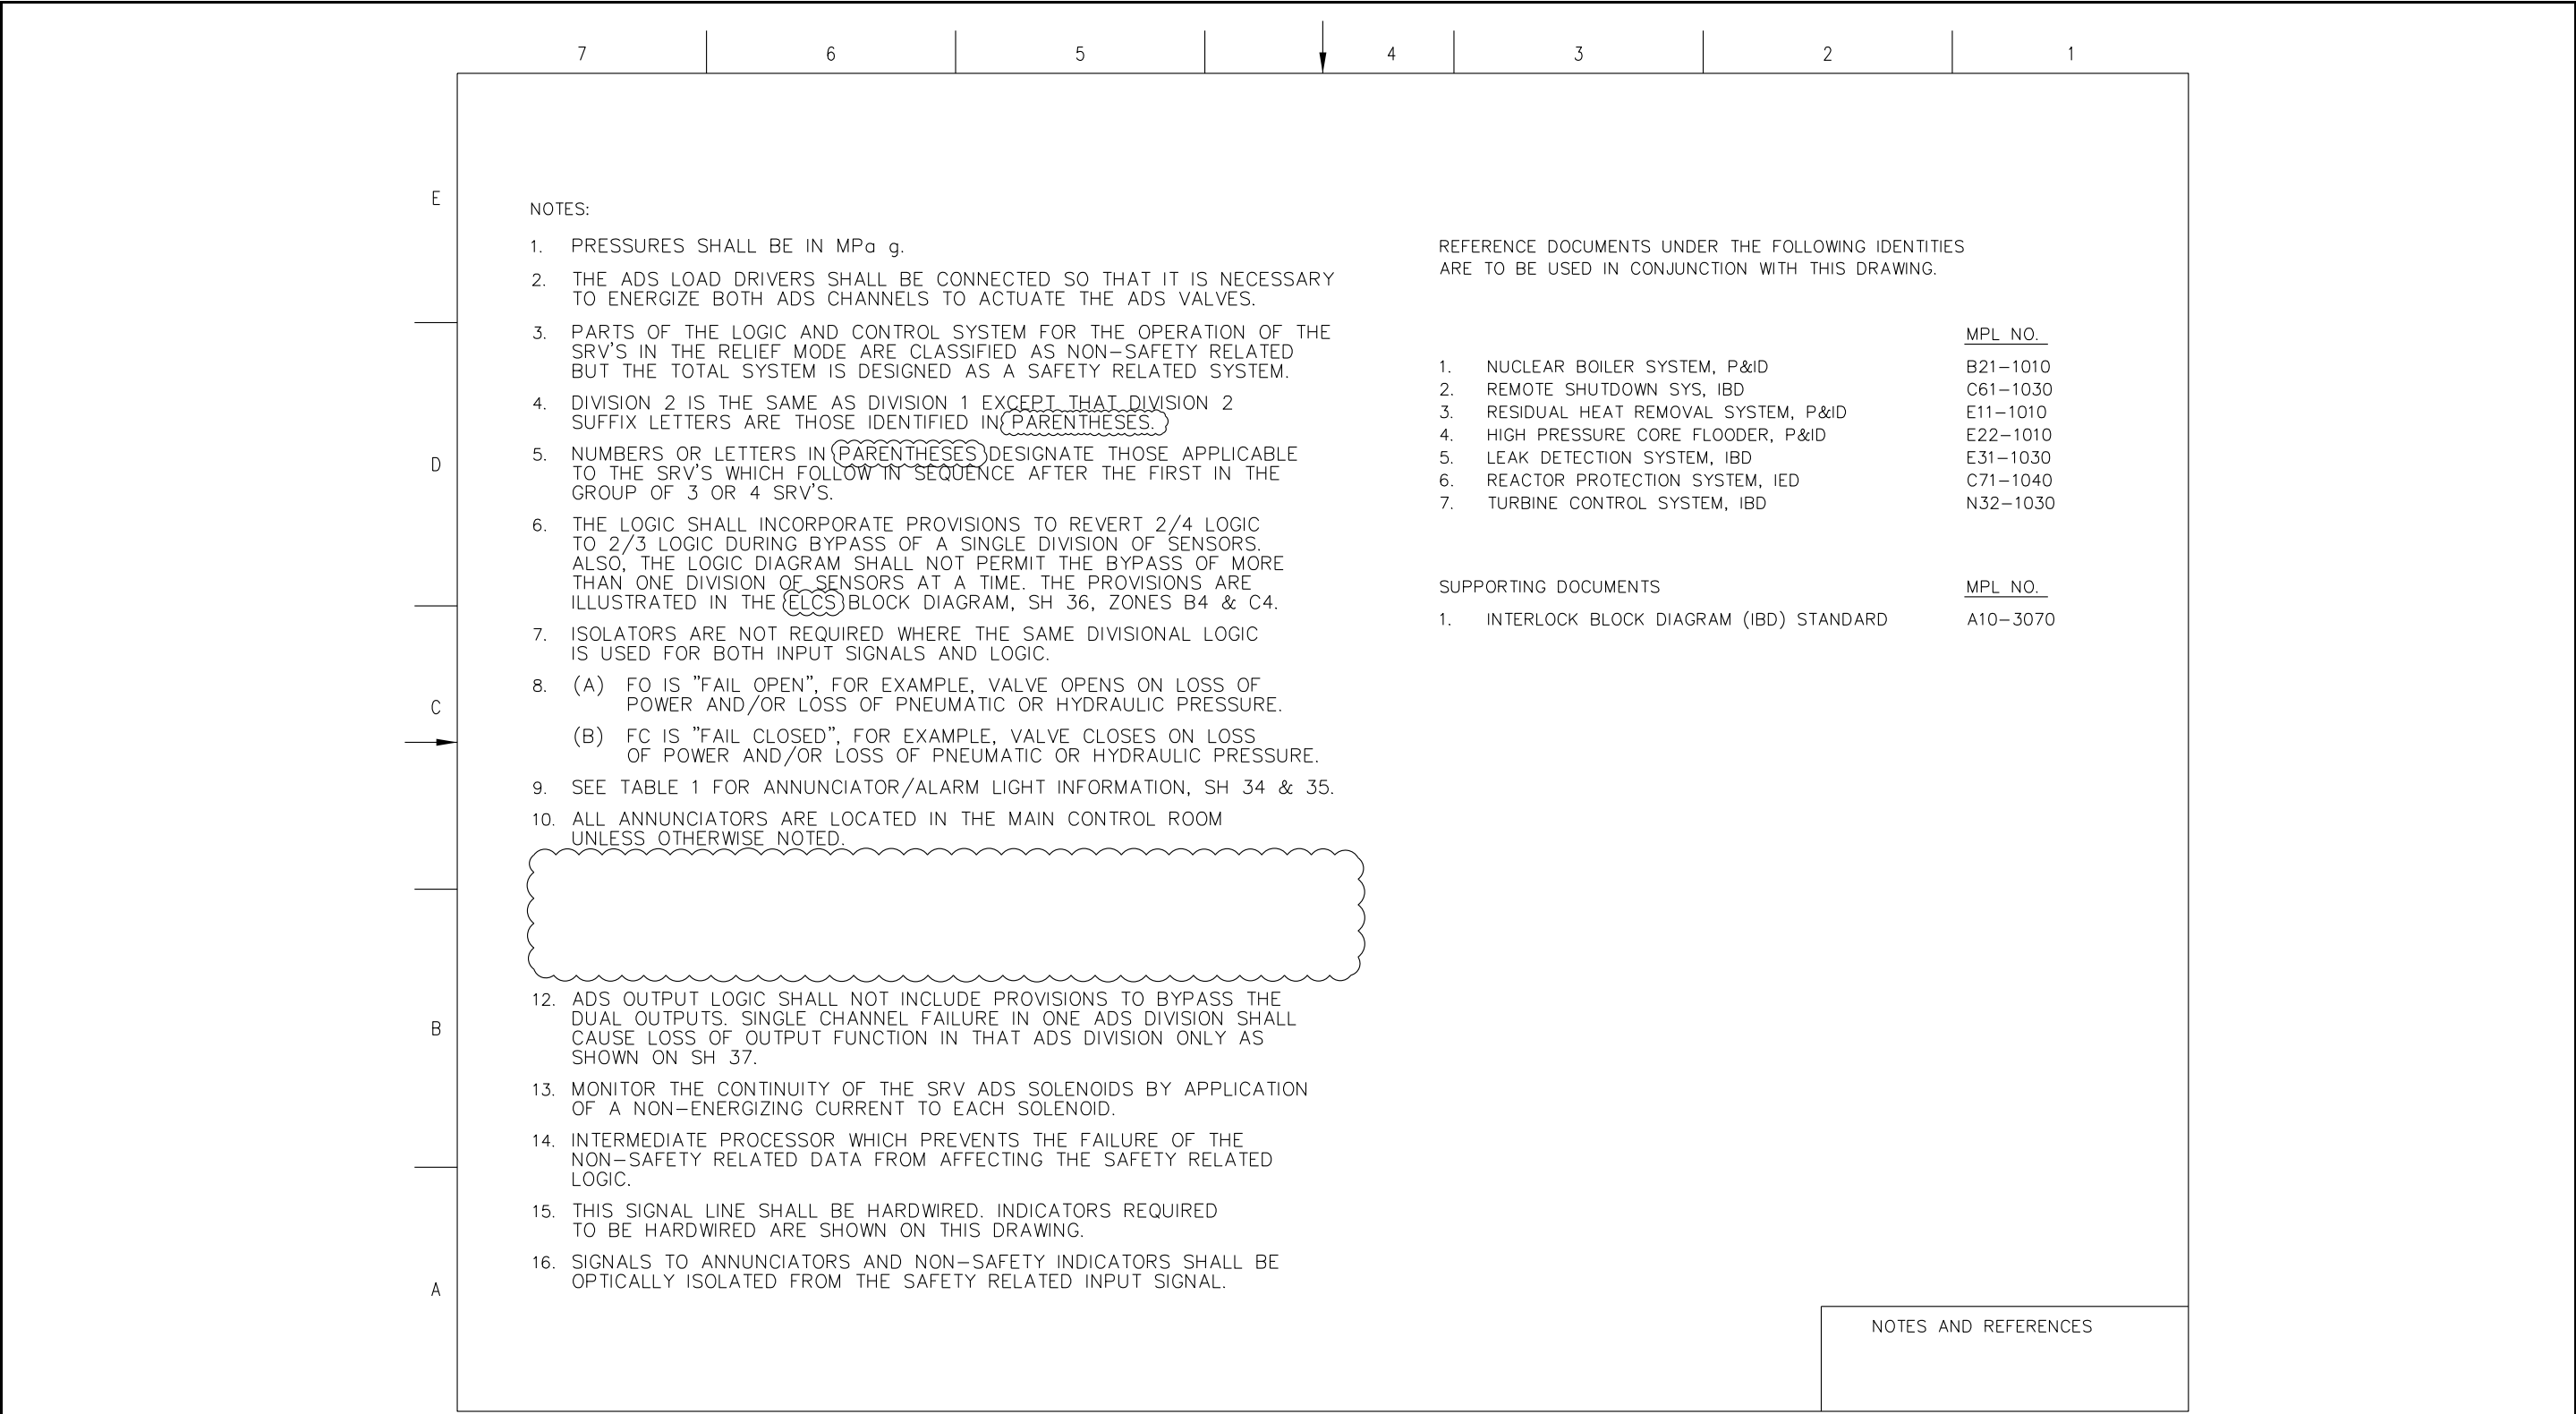 7 6 5 4 3 2 1
E
NOTES:
1. PRESSURES SHALL BE IN MPa g.
2. THE ADS LOAD DRIVERS SHALL BE CONNECTED SO THAT IT IS NECESSARY
TO ENERGIZE BOTH ADS CHANNELS TO ACTUATE THE ADS VALVES.
3. PARTS OF THE LOGIC AND CONTROL SYSTEM FOR THE OPERATION OF THE
SRV'S IN THE RELIEF MODE ARE CLASSIFIED AS NON-SAFETY RELATED
BUT THE TOTAL SYSTEM IS DESIGNED AS A SAFETY RELATED SYSTEM.
4. DIVISION 2 IS THE SAME AS DIVISION 1 EXCEPT THAT DIVISION 2
SUFFIX LETTERS ARE THOSE IDENTIFIED IN PARENTHESES.
D
5. NUMBERS OR LETTERS IN PARENTHESES DESIGNATE THOSE APPLICABLE
TO THE SRV'S WHICH FOLLOW IN SEQUENCE AFTER THE FIRST IN THE
GROUP OF 3 OR 4 SRV'S.
6. THE LOGIC SHALL INCORPORATE PROVISIONS TO REVERT 2/4 LOGIC
TO 2/3 LOGIC DURING BYPASS OF A SINGLE DIVISION OF SENSORS.
ALSO, THE LOGIC DIAGRAM SHALL NOT PERMIT THE BYPASS OF MORE
THAN ONE DIVISION OF SENSORS AT A TIME. THE PROVISIONS ARE
ILLUSTRATED IN THE ELCS BLOCK DIAGRAM, SH 36, ZONES B4 & C4.
7. ISOLATORS ARE NOT REQUIRED WHERE THE SAME DIVISIONAL LOGIC
IS USED FOR BOTH INPUT SIGNALS AND LOGIC.
8. (A) FO IS "FAIL OPEN", FOR EXAMPLE, VALVE OPENS ON LOSS OF
POWER AND/OR LOSS OF PNEUMATIC OR HYDRAULIC PRESSURE.
C
(B) FC IS "FAIL CLOSED", FOR EXAMPLE, VALVE CLOSES ON LOSS
OF POWER AND/OR LOSS OF PNEUMATIC OR HYDRAULIC PRESSURE.
9. SEE TABLE 1 FOR ANNUNCIATOR/ALARM LIGHT INFORMATION, SH 34 & 35.
10. ALL ANNUNCIATORS ARE LOCATED IN THE MAIN CONTROL ROOM
UNLESS OTHERWISE NOTED.
12. ADS OUTPUT LOGIC SHALL NOT INCLUDE PROVISIONS TO BYPASS THE
DUAL OUTPUTS. SINGLE CHANNEL FAILURE IN ONE ADS DIVISION SHALL
B
CAUSE LOSS OF OUTPUT FUNCTION IN THAT ADS DIVISION ONLY AS
SHOWN ON SH 37.
13. MONITOR THE CONTINUITY OF THE SRV ADS SOLENOIDS BY APPLICATION
OF A NON-ENERGIZING CURRENT TO EACH SOLENOID.
14. INTERMEDIATE PROCESSOR WHICH PREVENTS THE FAILURE OF THE
NON-SAFETY RELATED DATA FROM AFFECTING THE SAFETY RELATED
LOGIC.
15. THIS SIGNAL LINE SHALL BE HARDWIRED. INDICATORS REQUIRED
TO BE HARDWIRED ARE SHOWN ON THIS DRAWING.
16. SIGNALS TO ANNUNCIATORS AND NON-SAFETY INDICATORS SHALL BE
OPTICALLY ISOLATED FROM THE SAFETY RELATED INPUT SIGNAL.
A
REFERENCE DOCUMENTS UNDER THE FOLLOWING IDENTITIES
ARE TO BE USED IN CONJUNCTION WITH THIS DRAWING.
MPL NO.
1. NUCLEAR BOILER SYSTEM, P&ID B21-1010
2. REMOTE SHUTDOWN SYS, IBD C61-1030
3. RESIDUAL HEAT REMOVAL SYSTEM, P&ID E11-1010
4. HIGH PRESSURE CORE FLOODER, P&ID E22-1010
5. LEAK DETECTION SYSTEM, IBD E31-1030
6. REACTOR PROTECTION SYSTEM, IED C71-1040
7. TURBINE CONTROL SYSTEM, IBD N32-1030
SUPPORTING DOCUMENTS MPL NO.
1. INTERLOCK BLOCK DIAGRAM (IBD) STANDARD A10-3070
NOTES AND REFERENCES